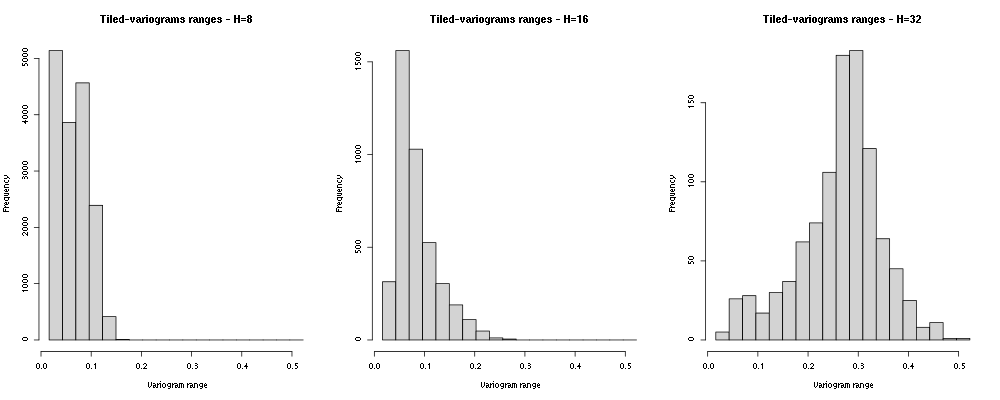 Tiled-variograms ranges - H=8
Frequency
5000
4000
3000
2000
1000
0
0.0 0.1 0.2 0.3 0.4 0.5
Variogram range
Tiled-variograms ranges - H=16
Frequency
1500
1000
500
0
0.0 0.1 0.2 0.3 0.4 0.5
Variogram range
Tiled-variograms ranges - H=32
Frequency
150
100
50
0
0.0 0.1 0.2 0.3 0.4 0.5
Variogram range